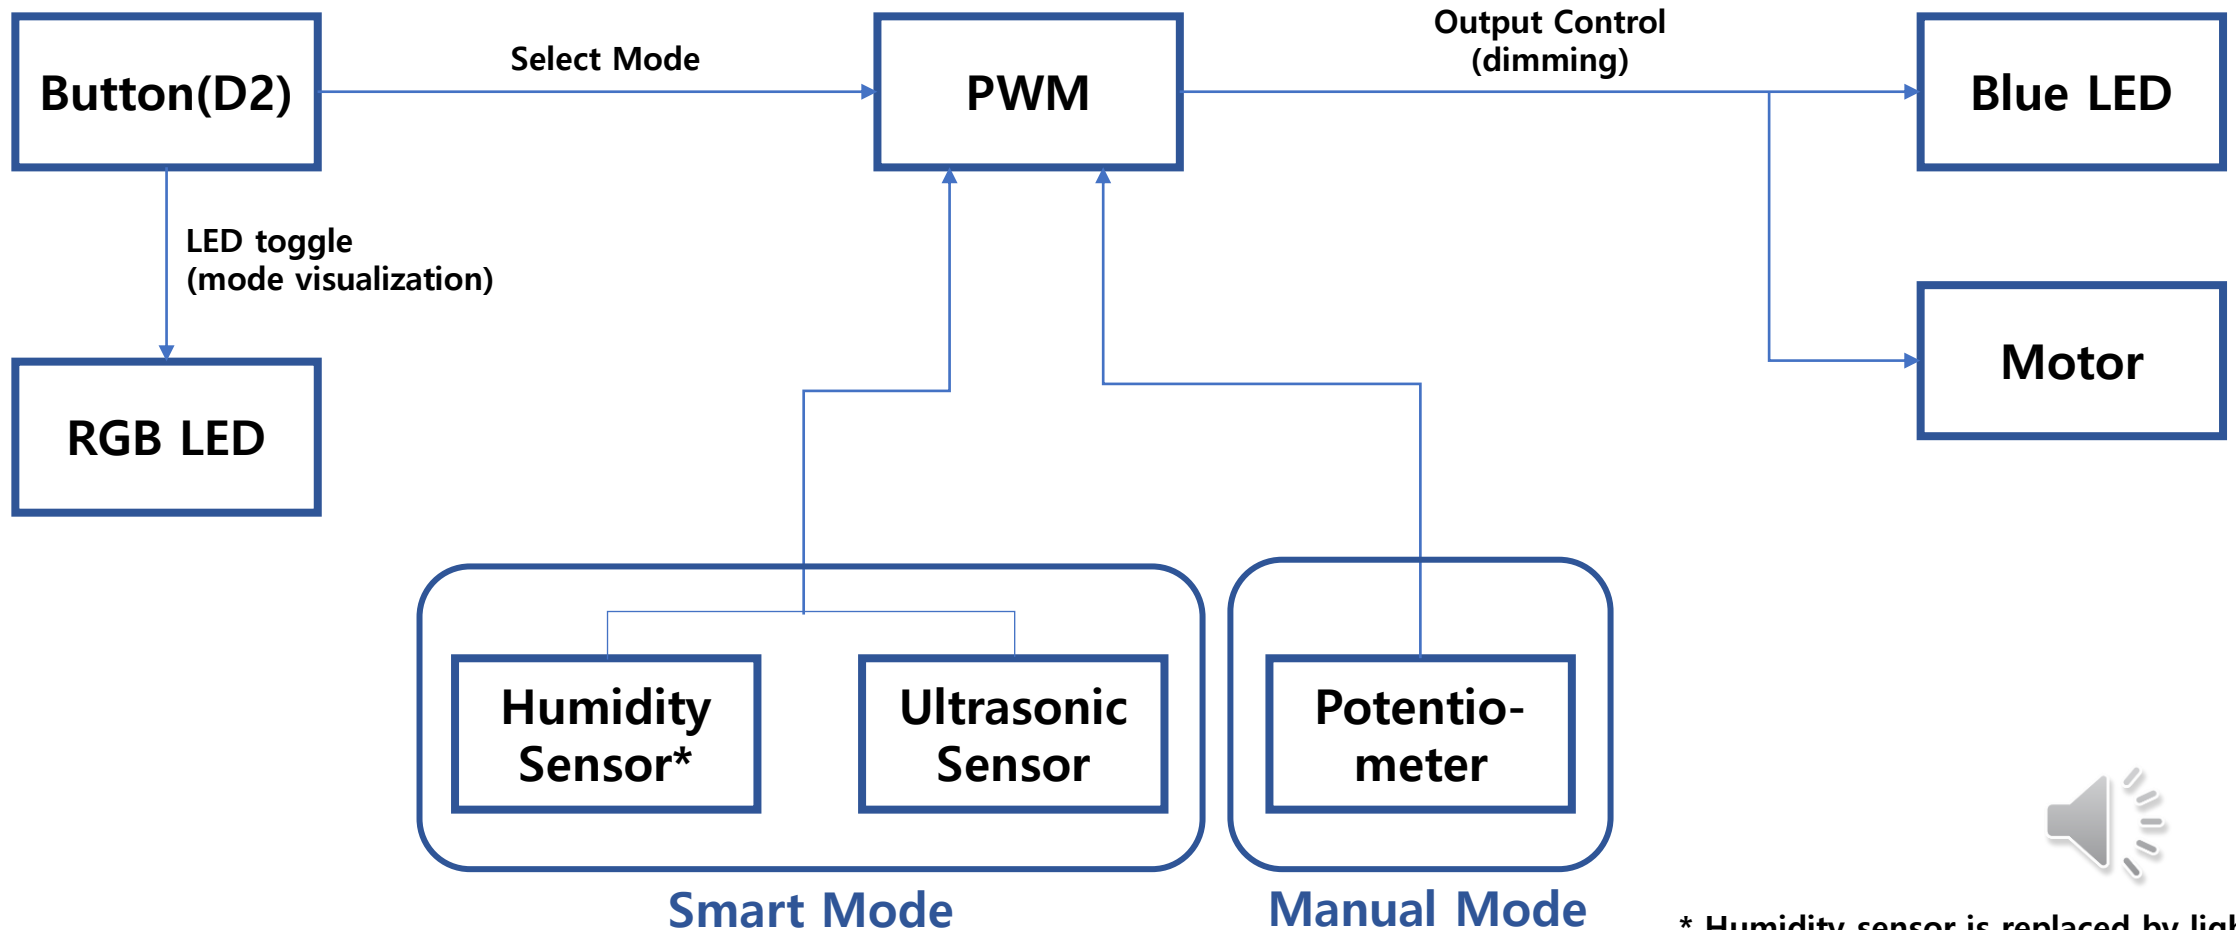 Button(D2)
Select Mode
PWM
Output Control
(dimming)
Blue LED
LED toggle
(mode visualization)
Motor
RGB LED
Humidity
Sensor*
Ultrasonic
Sensor
Potentio-
meter
Smart Mode
Manual Mode
* Humidity sensor is replaced by